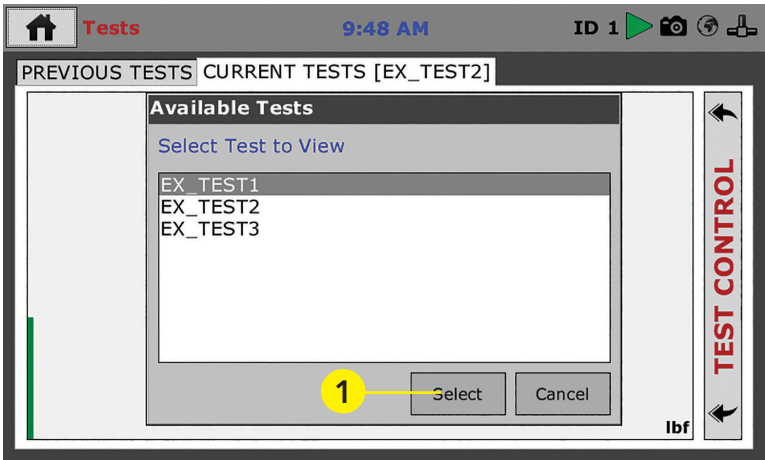 Tests 9:48 AM ID 1
PREVIOUS TESTS CURRENT TESTS [EX_TEST2]
Available Tests
Select Test to View
EX_TEST1
EX_TEST2
EX_TEST3
1
Select Cancel
lbf
TEST CONTROL